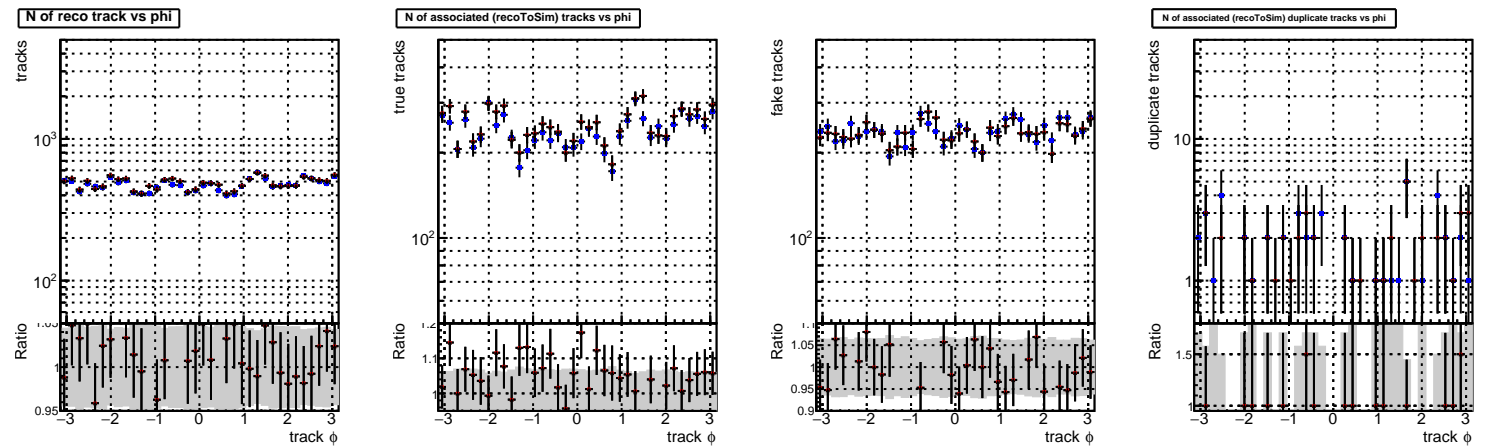 N of reco track vs phi
tracks
10³
10²
Ratio
1
0.95
−3 −2 −1 0 1 2 3
track ϕ
N of associated (recoToSim) tracks vs phi
true tracks
10²
Ratio
1.2
1.1
1
−3 −2 −1 0 1 2 3
track ϕ
fake tracks
10²
Ratio
1.1
1.05
1
0.95
0.9
−3 −2 −1 0 1 2 3
track ϕ
N of associated (recoToSim) duplicate tracks vs phi
duplicate tracks
10
1
Ratio
1.5
1
−3 −2 −1 0 1 2 3
track ϕ